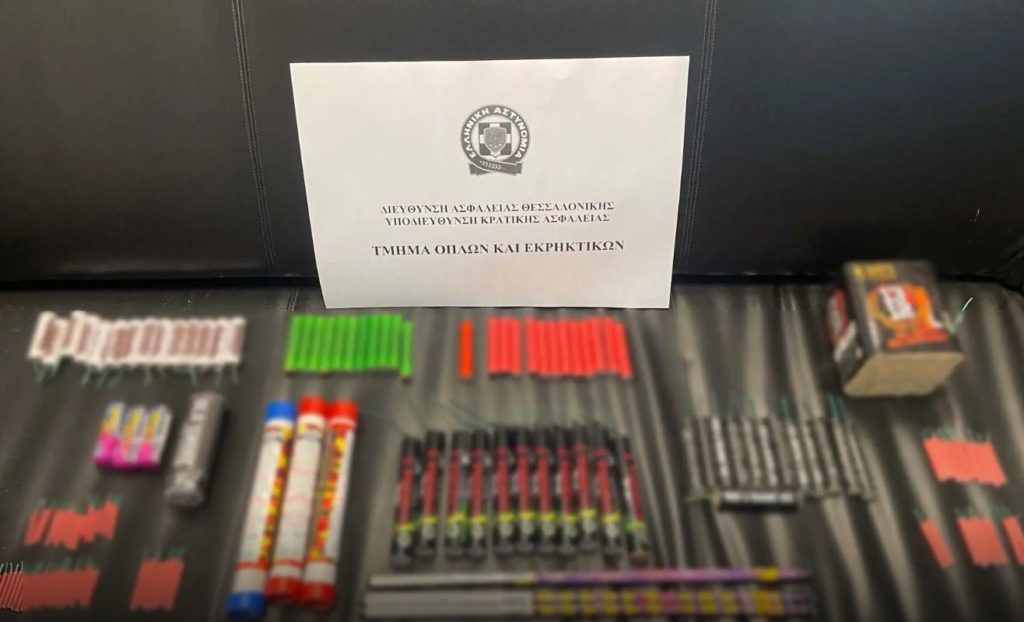 ΕΛΛΗΝΙΚΗ ΑΣΤΥΝΟΜΙΑ
ΔΙΕΥΘΥΝΣΗ ΑΣΦΑΛΕΙΑΣ ΘΕΣΣΑΛΟΝΙΚΗΣ
ΥΠΟΔΙΕΥΘΥΝΣΗ ΚΡΑΤΙΚΗΣ ΑΣΦΑΛΕΙΑΣ
ΤΜΗΜΑ ΟΠΛΩΝ ΚΑΙ ΕΚΡΗΚΤΙΚΩΝ